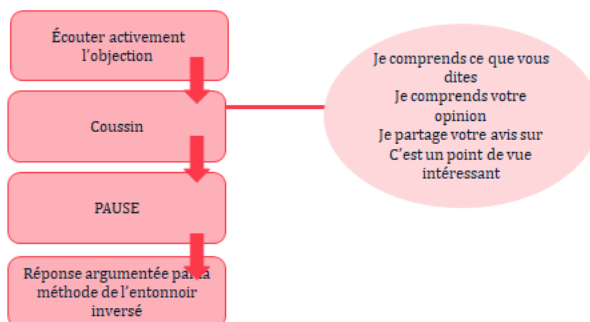 Écouter activement
l'objection
Coussin
PAUSE
Réponse argumentée par la
méthode de l'entonnoir
inversé
Je comprends ce que vous
dites
Je comprends votre
opinion
Je partage votre avis sur
C'est un point de vue
intéressant